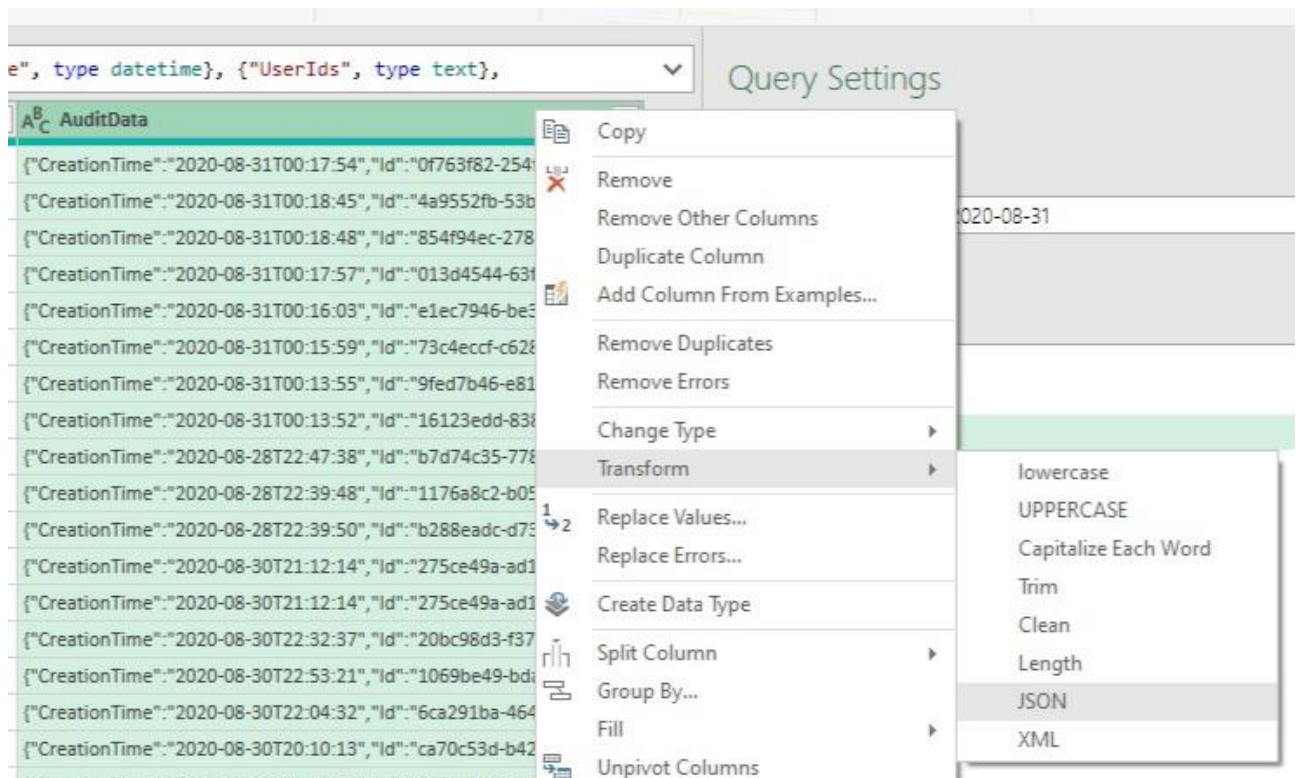 e", type datetime}, {"UserIds", type text},
Query Settings
ABC AuditData
{"CreationTime":"2020-08-31T00:17:54","Id":"0f763f82-254f
{"CreationTime":"2020-08-31T00:18:45","Id":"4a9552fb-53b
{"CreationTime":"2020-08-31T00:18:48","Id":"854f94ec-278
{"CreationTime":"2020-08-31T00:17:57","Id":"013d4544-63f
{"CreationTime":"2020-08-31T00:16:03","Id":"e1ec7946-be3
{"CreationTime":"2020-08-31T00:15:59","Id":"73c4eccf-c628
{"CreationTime":"2020-08-31T00:13:55","Id":"9fed7b46-e81
{"CreationTime":"2020-08-31T00:13:52","Id":"16123edd-838
{"CreationTime":"2020-08-28T22:47:38","Id":"b7d74c35-778
{"CreationTime":"2020-08-28T22:39:48","Id":"1176a8c2-b05
{"CreationTime":"2020-08-28T22:39:50","Id":"b288eadc-d73
{"CreationTime":"2020-08-30T21:12:14","Id":"275ce49a-ad1
{"CreationTime":"2020-08-30T21:12:14","Id":"275ce49a-ad1
{"CreationTime":"2020-08-30T22:32:37","Id":"20bc98d3-f37
{"CreationTime":"2020-08-30T22:53:21","Id":"1069be49-bda
{"CreationTime":"2020-08-30T22:04:32","Id":"6ca291ba-464
{"CreationTime":"2020-08-30T20:10:13","Id":"ca70c53d-b42
Copy
Remove
Remove Other Columns
Duplicate Column
Add Column From Examples...
Remove Duplicates
Remove Errors
Change Type
Transform
Replace Values...
Replace Errors...
Create Data Type
Split Column
Group By...
Fill
Unpivot Columns
2020-08-31
lowercase
UPPERCASE
Capitalize Each Word
Trim
Clean
Length
JSON
XML